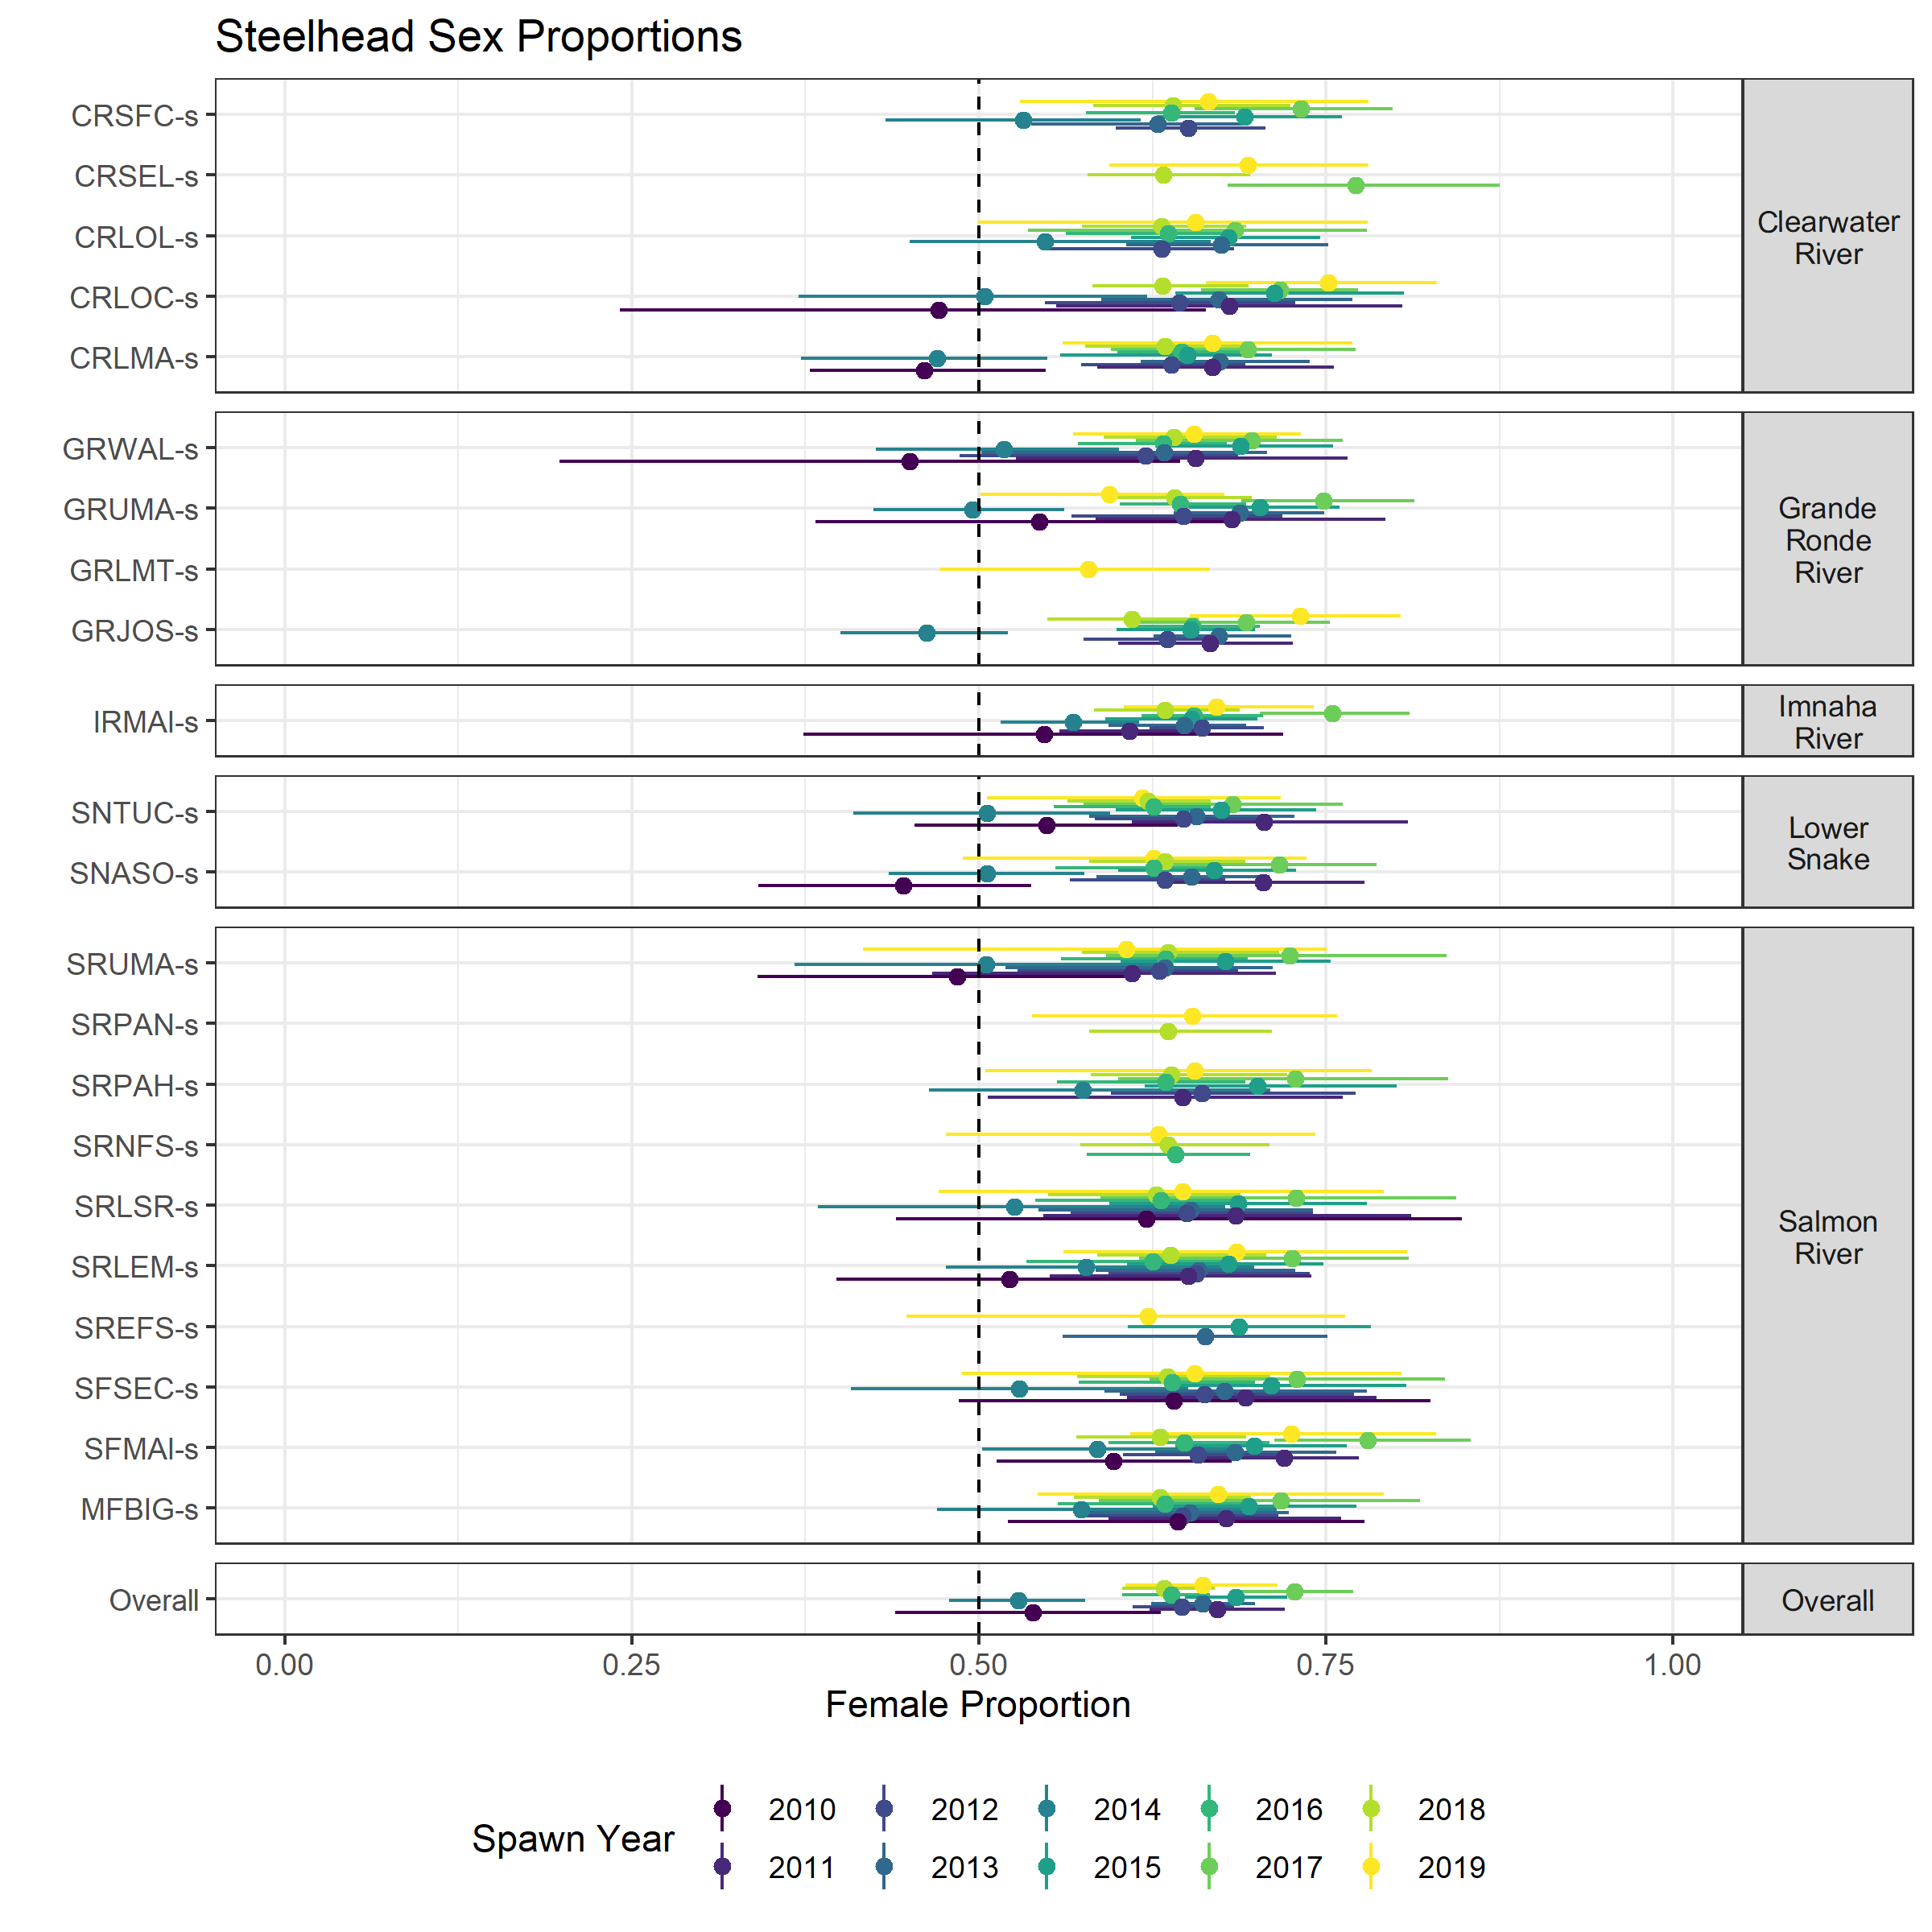 Steelhead Sex Proportions
CRSFC-s
CRSEL-s
CRLOL-s
CRLOC-s
CRLMA-s
Clearwater
River
GRWAL-s
GRUMA-s
GRLMT-s
GRJOS-s
Grande
Ronde
River
IRMAI-s
Imnaha
River
SNTUC-s
SNASO-s
Lower
Snake
SRUMA-s
SRPAN-s
SRPAH-s
SRNFS-s
SRLSR-s
SRLEM-s
SREFS-s
SFSEC-s
SFMAI-s
MFBIG-s
Salmon
River
Overall
Overall
0.00 0.25 0.50 0.75 1.00
Female Proportion
Spawn Year
2010 2012 2014 2016 2018
2011 2013 2015 2017 2019